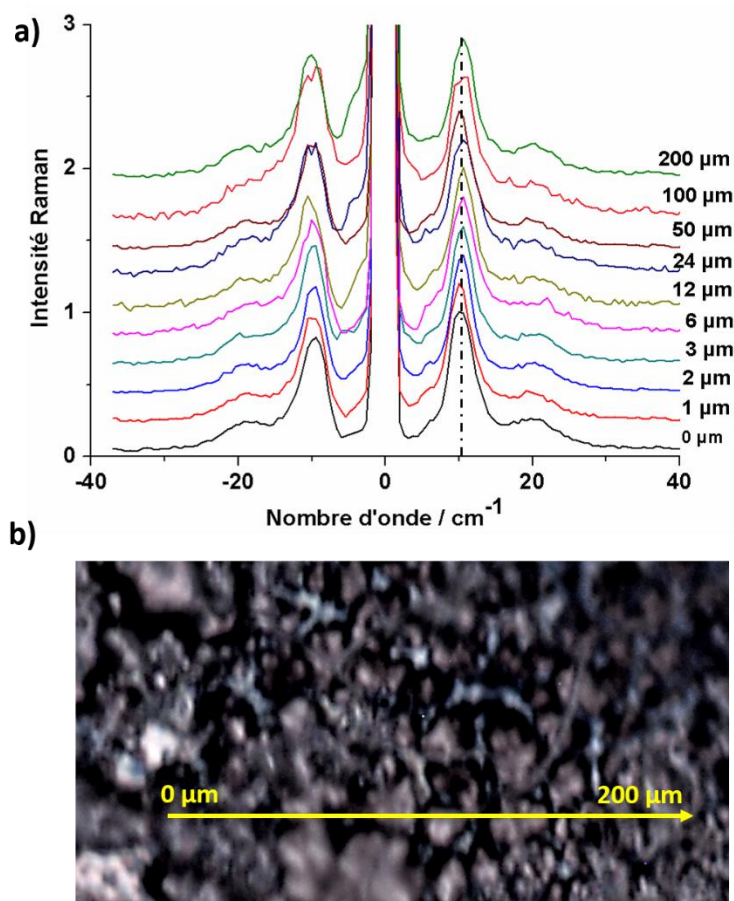 a)
3
2
1
0
Intensité Raman
200 µm
100 µm
50 µm
24 µm
12 µm
6 µm
3 µm
2 µm
1 µm
0 µm
-40 -20 0 20 40
Nombre d'onde / cm-1
b)
0 µm 200 µm